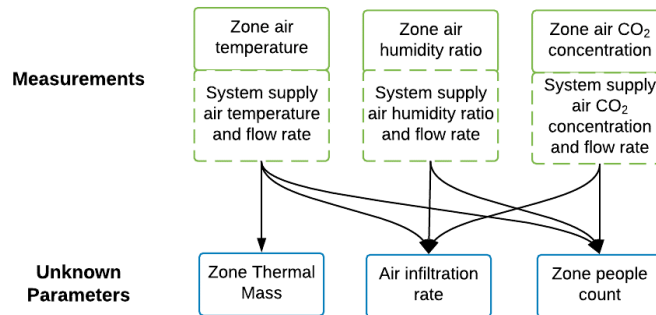 Zone air
temperature
Zone air
humidity ratio
Zone air CO₂
concentration
Measurements
System supply
air temperature
and flow rate
System supply
air humidity ratio
and flow rate
System supply
air CO₂
concentration
and flow rate
Unknown
Parameters
Zone Thermal
Mass
Air infiltration
rate
Zone people
count